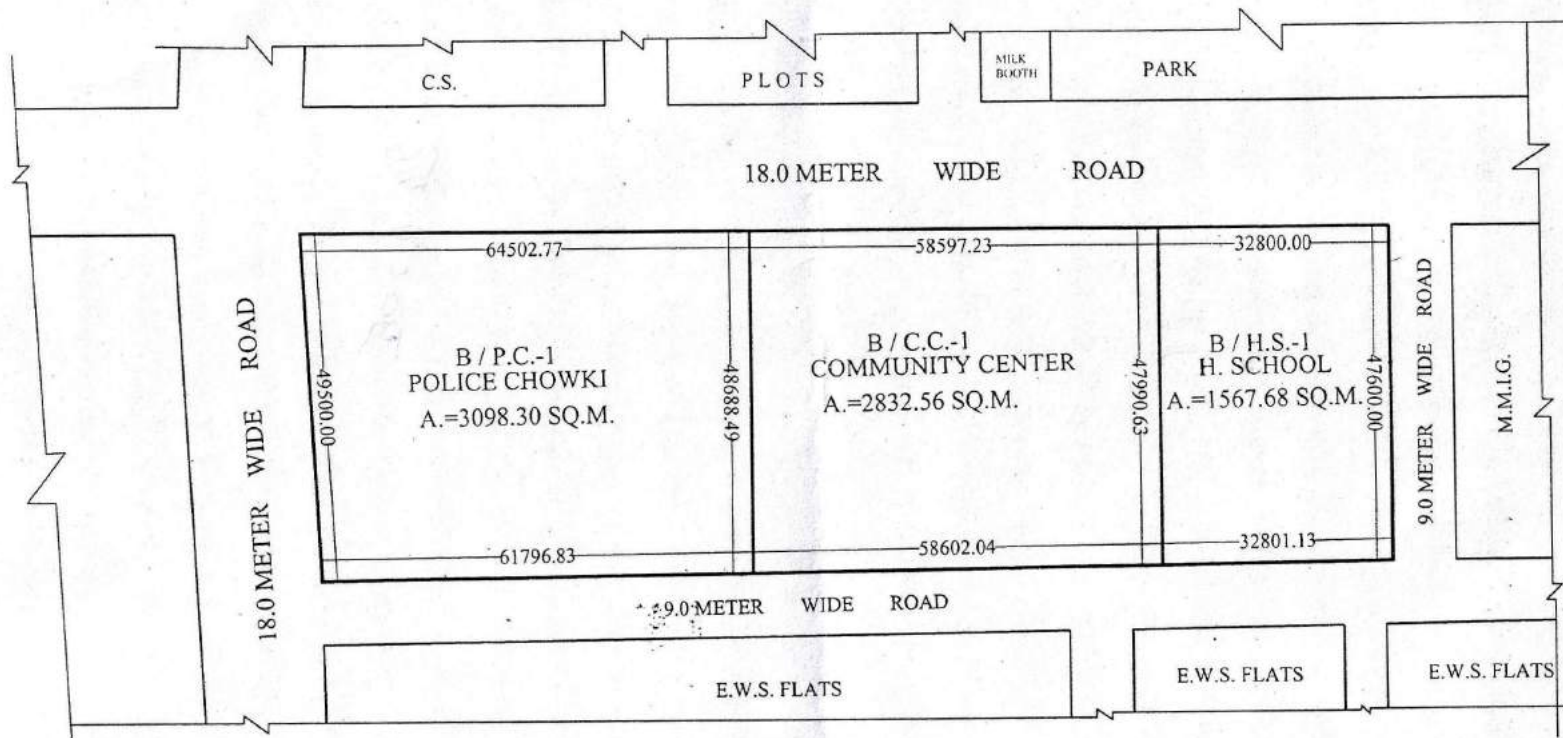 C.S.
PLOTS
MILK
BOOTH
PARK
18.0 METER WIDE ROAD
64502.77
58597.23
32800.00
18.0 METER WIDE ROAD
49500.00
B / P.C.-1
POLICE CHOWKI
A.=3098.30 SQ.M.
48688.49
B / C.C.-1
COMMUNITY CENTER
A.=2832.56 SQ.M.
47990.63
B / H.S.-1
H. SCHOOL
A.=1567.68 SQ.M.
47600.00
9.0 METER WIDE ROAD
M.M.I.G.
61796.83
58602.04
32801.13
9.0 METER WIDE ROAD
E.W.S. FLATS
E.W.S. FLATS
E.W.S. FLATS